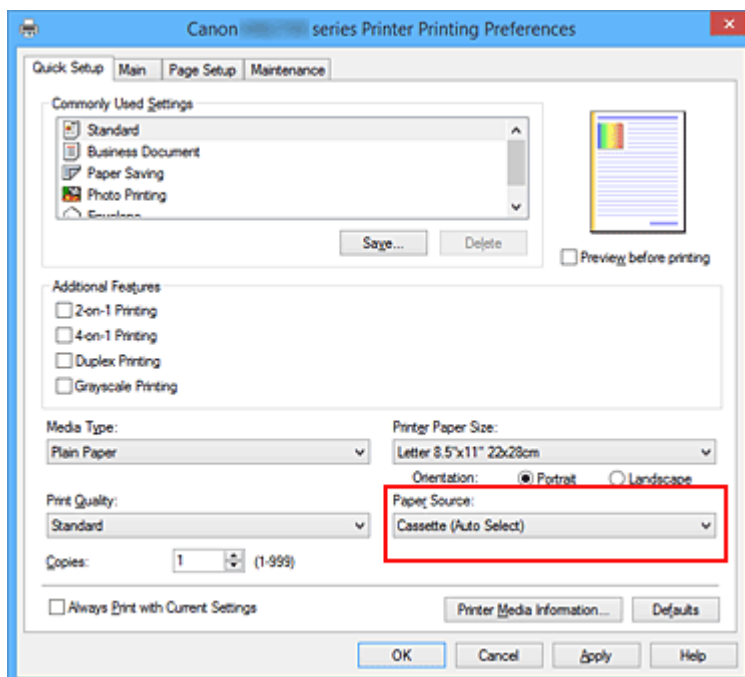 Canon series Printer Printing Preferences
Quick Setup Main Page Setup Maintenance
Commonly Used Settings
Standard
Business Document
Paper Saving
Photo Printing
Envelope
Save... Delete
Preview before printing
Additional Features
2-on-1 Printing
4-on-1 Printing
Duplex Printing
Grayscale Printing
Media Type:
Plain Paper
Printer Paper Size:
Letter 8.5"x11" 22x28cm
Orientation: Portrait Landscape
Print Quality:
Standard
Paper Source:
Cassette (Auto Select)
Copies: 1 (1-999)
Always Print with Current Settings
Printer Media Information... Defaults
OK Cancel Apply Help